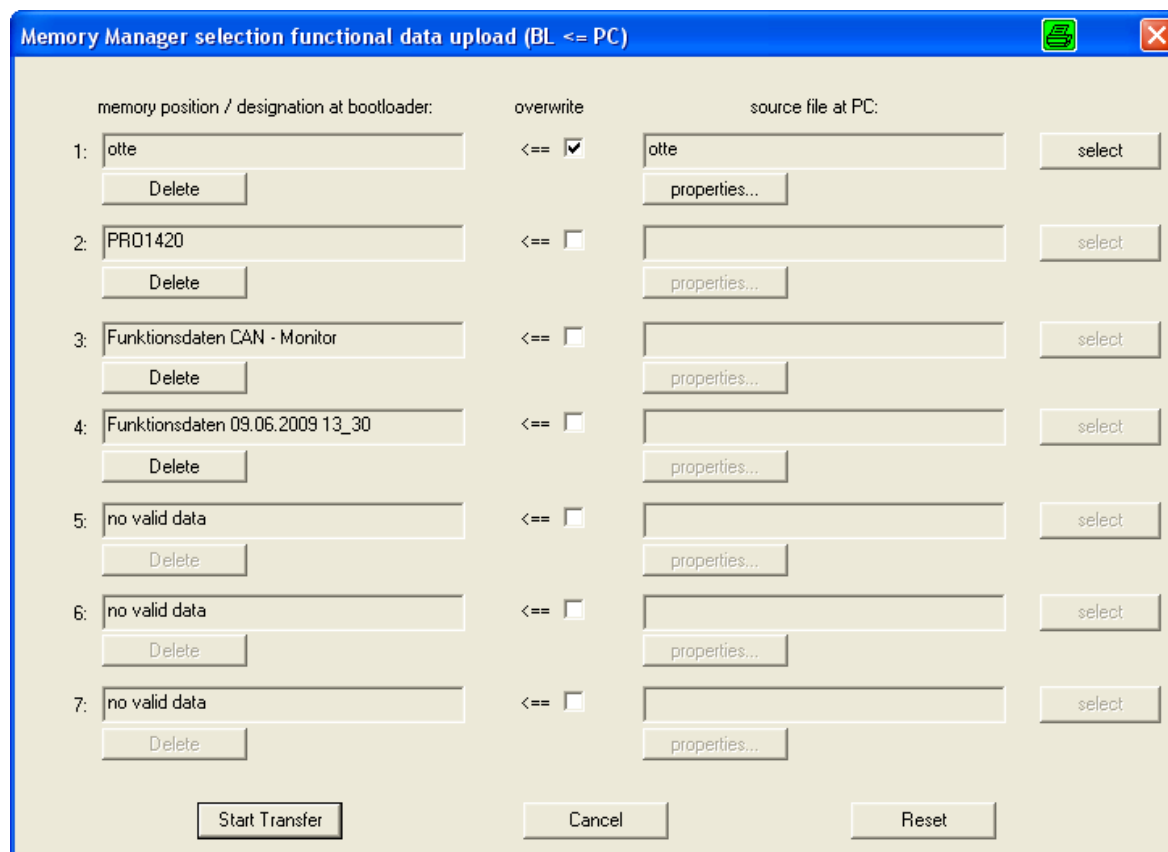 Memory Manager selection functional data upload (BL <= PC)
memory position / designation at bootloader: overwrite source file at PC:
1: otte <== otte select
Delete properties...
2: PRO1420 <== select
Delete properties...
3: Funktionsdaten CAN - Monitor <== select
Delete properties...
4: Funktionsdaten 09.06.2009 13_30 <== select
Delete properties...
5: no valid data <== select
Delete properties...
6: no valid data <== select
Delete properties...
7: no valid data <== select
Delete properties...
Start Transfer Cancel Reset